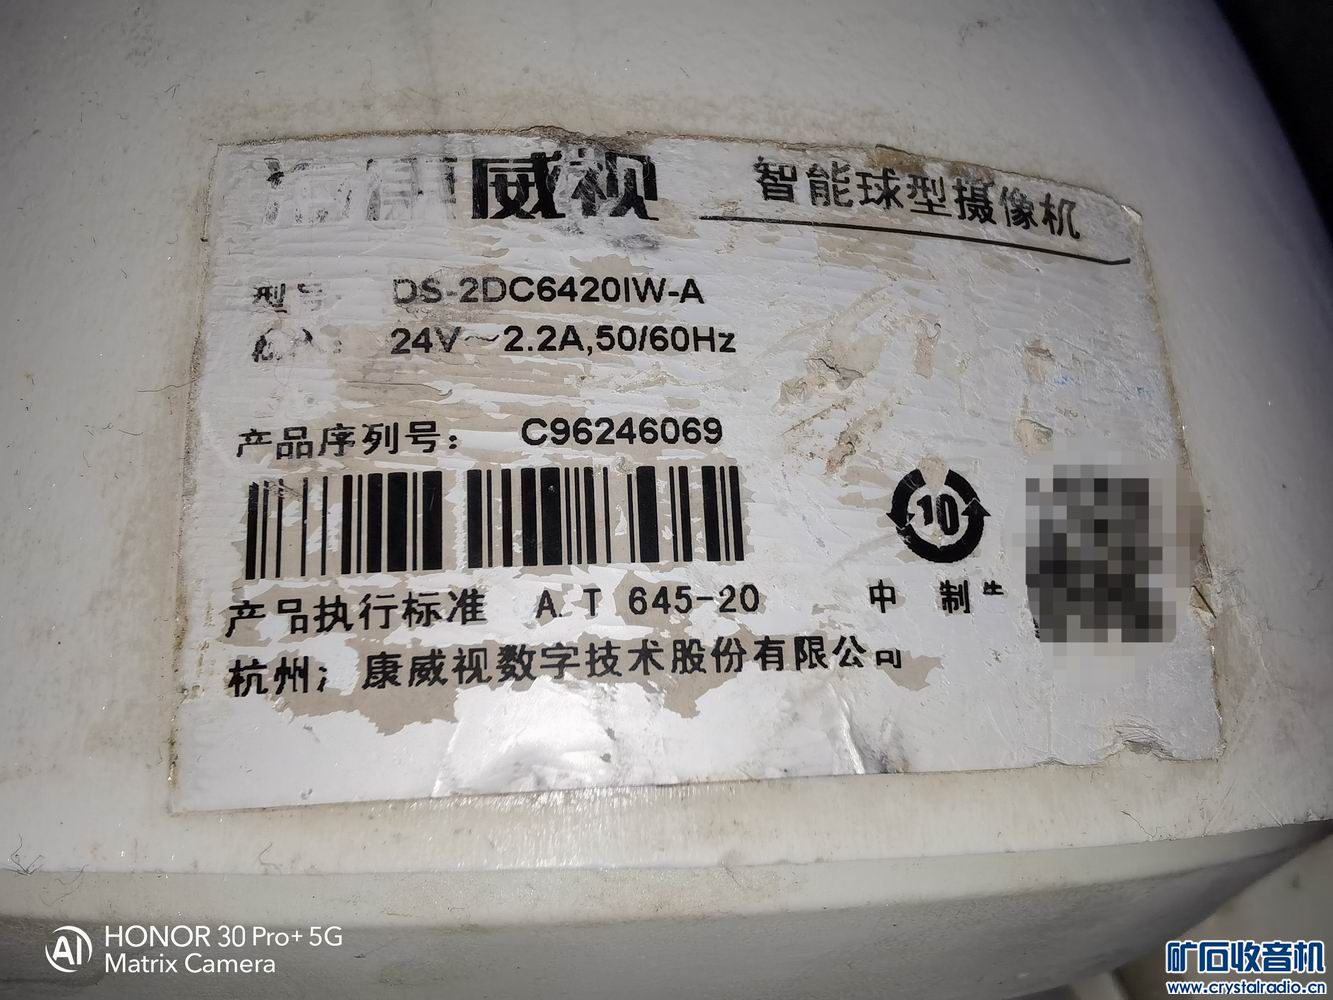 威视
智能球型摄像机
型号: DS-2DC6420IW-A
24V～2.2A,50/60Hz
产品序列号： C96246069
10
产品执行标准 A T 645-20
中 制
杭州 康威视数字技术股份有限公司
AI HONOR 30 Pro+ 5G
Matrix Camera
矿石收音机
www.crystalradio.cn